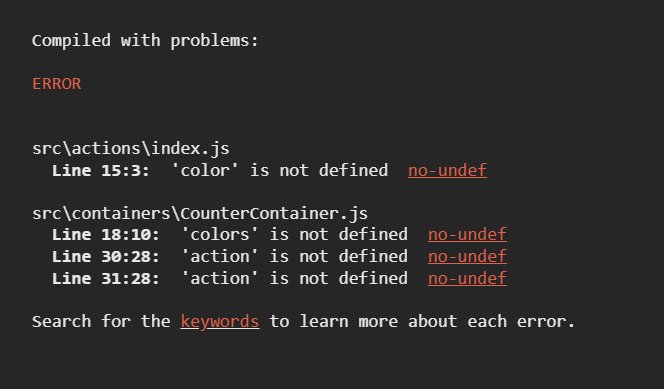 Compiled with problems:
ERROR
src\actions\index.js
Line 15:3:  'color' is not defined  no-undef
src\containers\CounterContainer.js
Line 18:10:  'colors' is not defined  no-undef
Line 30:28:  'action' is not defined  no-undef
Line 31:28:  'action' is not defined  no-undef
Search for the keywords to learn more about each error.